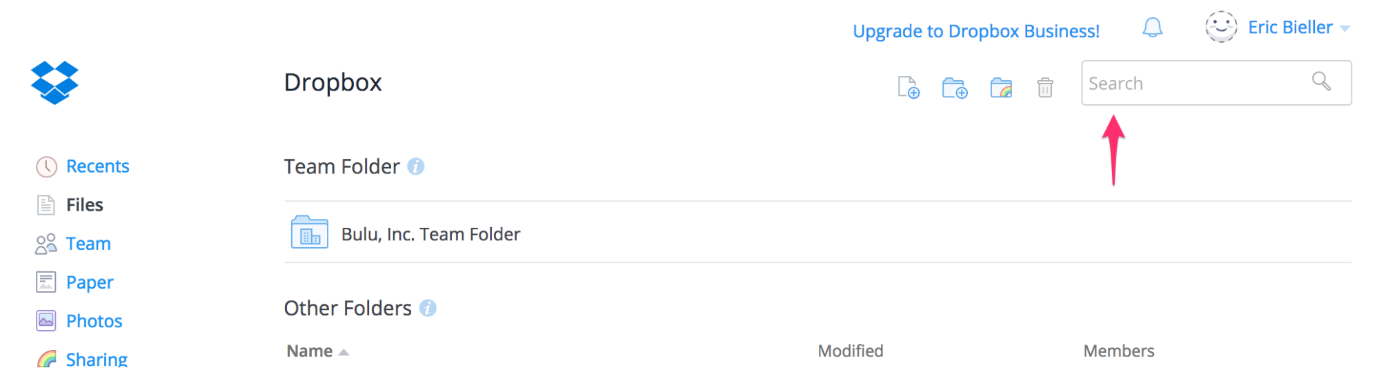 Upgrade to Dropbox Business!
Eric Bieller
Dropbox
Search
Recents
Files
Team
Paper
Photos
Sharing
Team Folder
Bulu, Inc. Team Folder
Other Folders
Name Modified Members